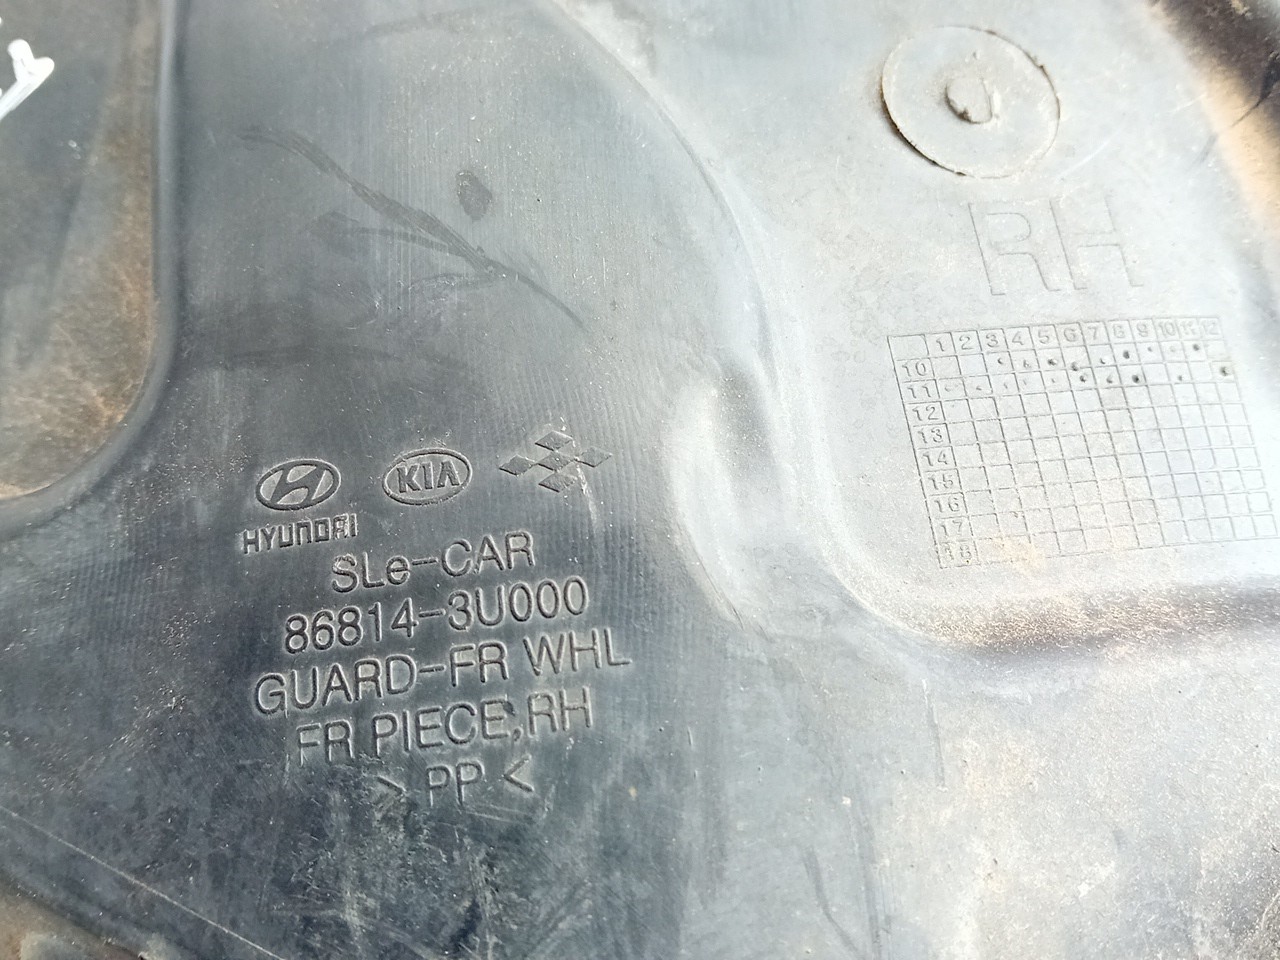 RH
1 2 3 4 5 6 7 8 9 10 11 12
10
11
12
13
14
15
16
17
18
KIA
HYUNDAI
SLe-CAR
86814-3U000
GUARD-FR WHL
FR PIECE,RH
> PP <